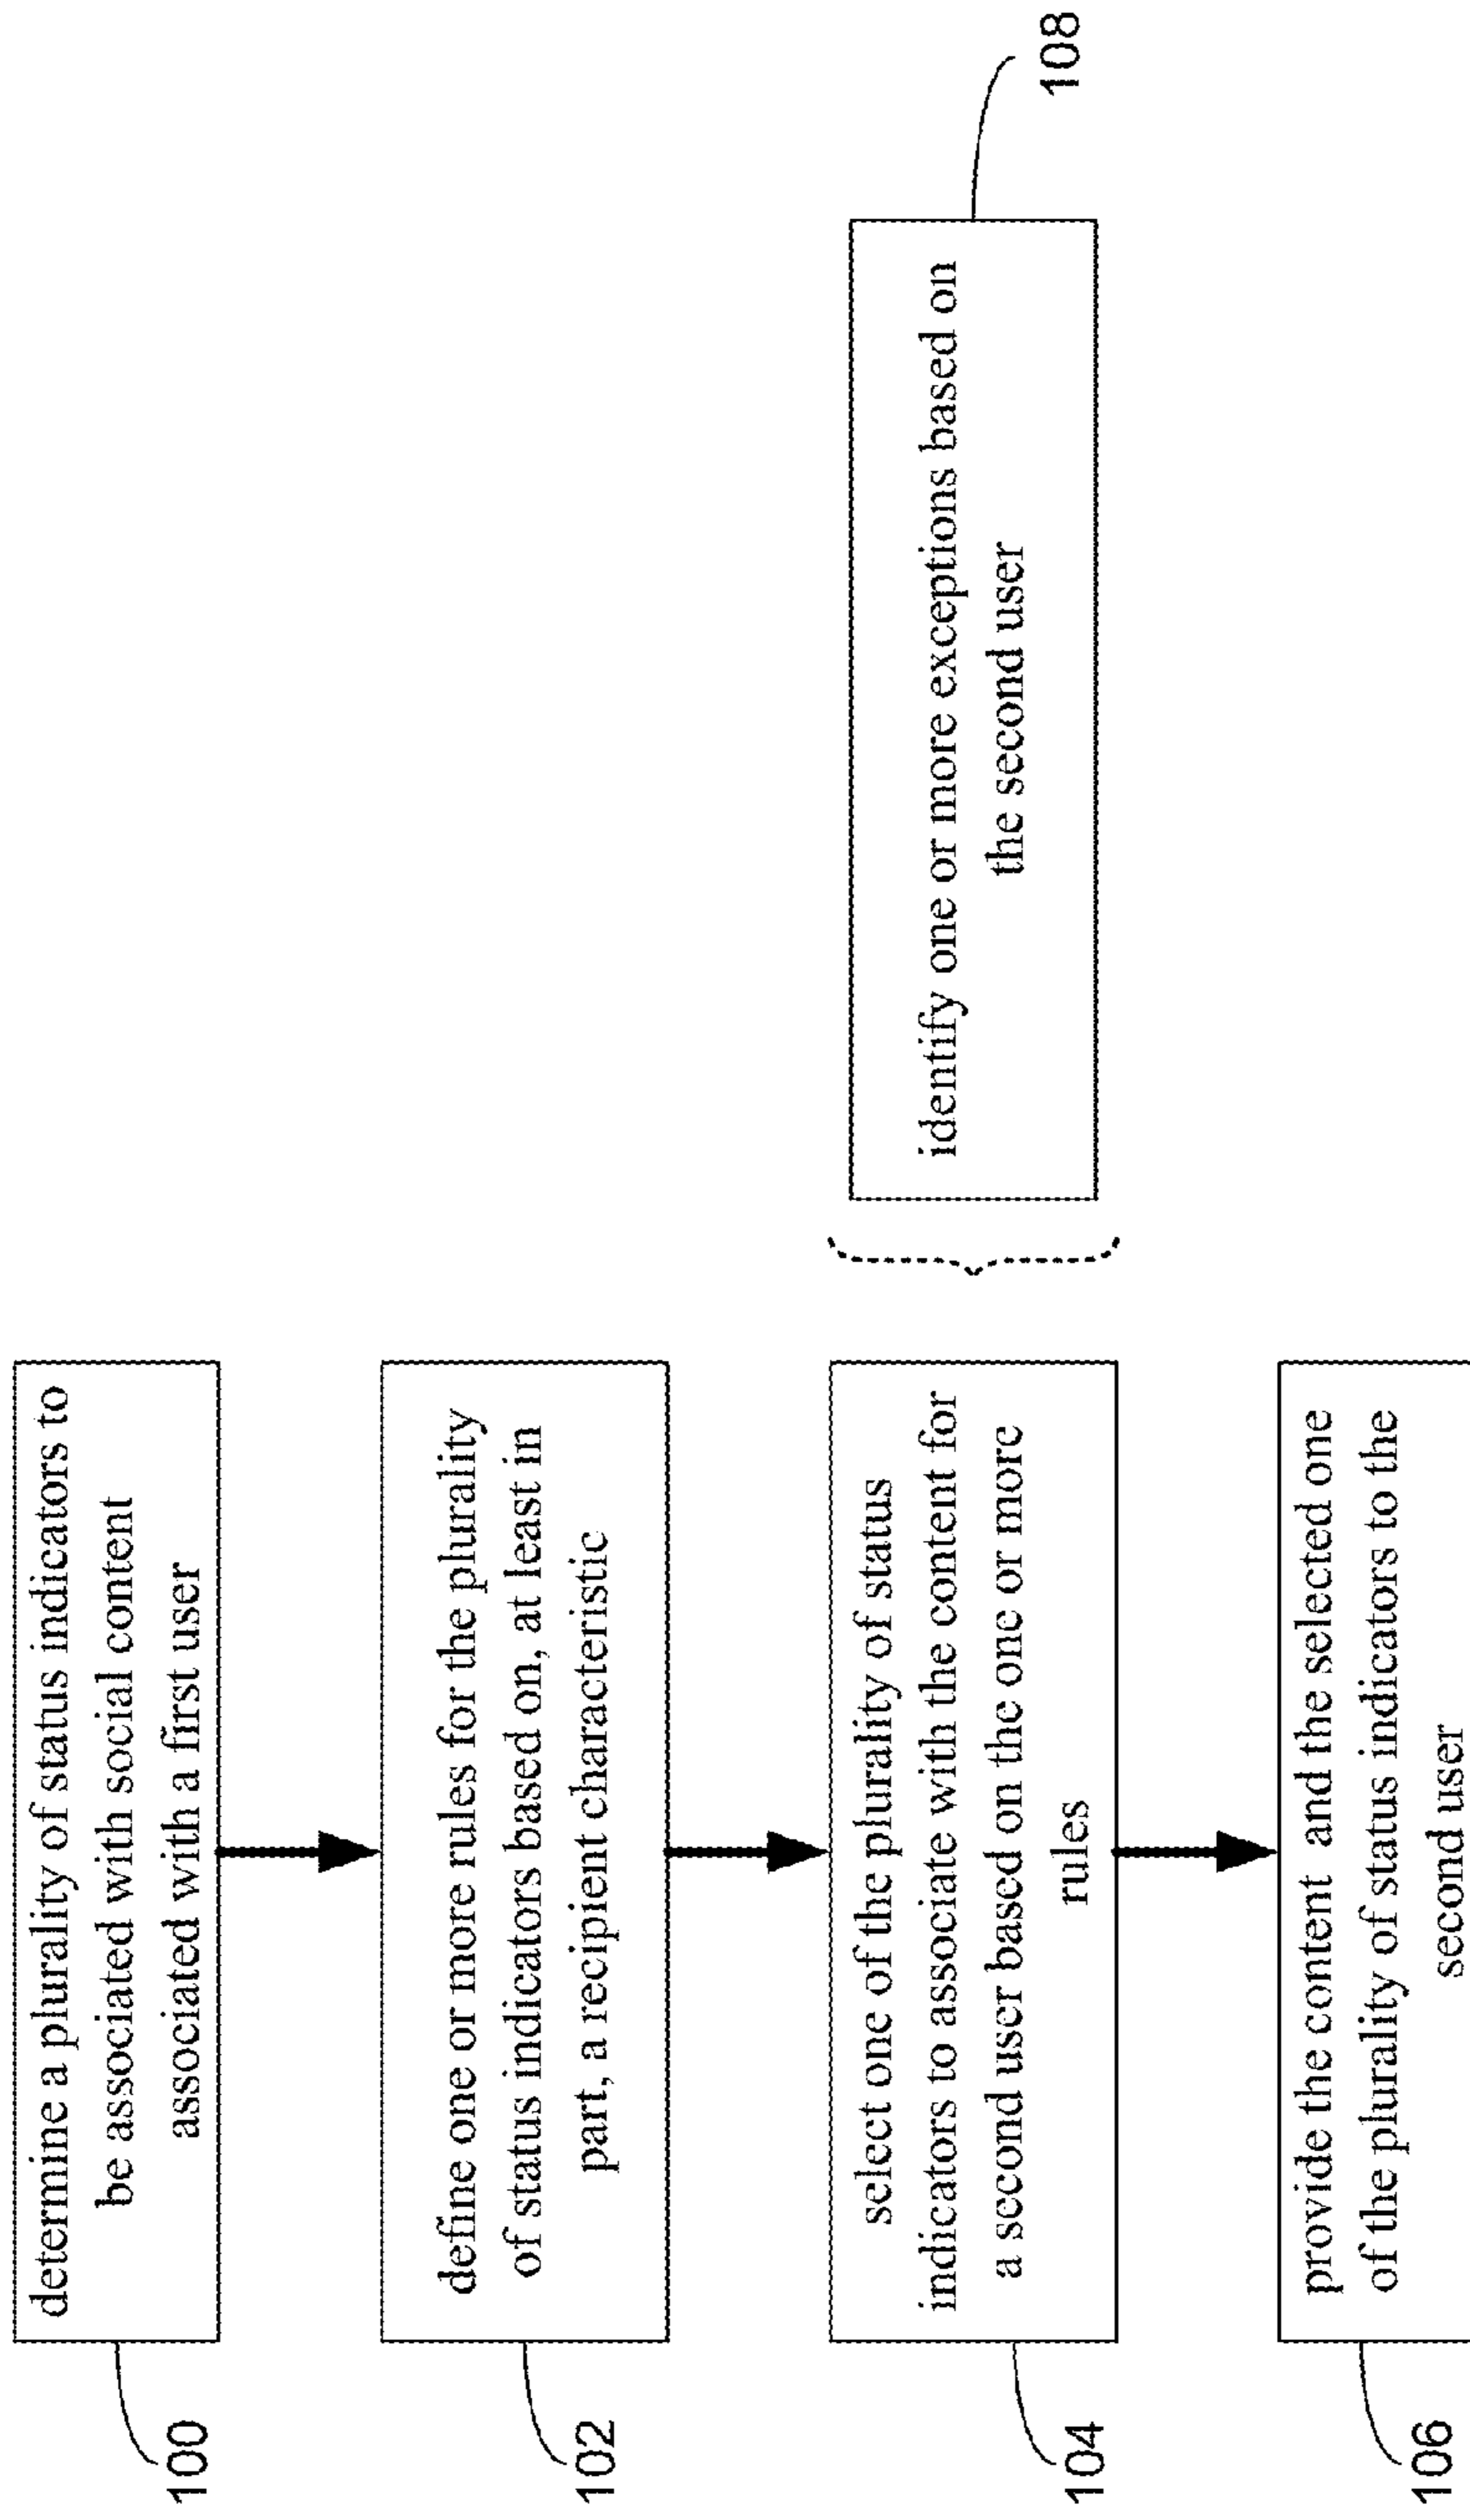 determine a plurality of status indicators to
be associated with social content
associated with a first user
100
define one or more rules for the plurality
of status indicators based on, at least in
part, a recipient characteristic
102
select one of the plurality of status
indicators to associate with the content for
a second user based on the one or more
rules
104
identify one or more exceptions based on
the second user
108
provide the content and the selected one
of the plurality of status indicators to the
second user
106